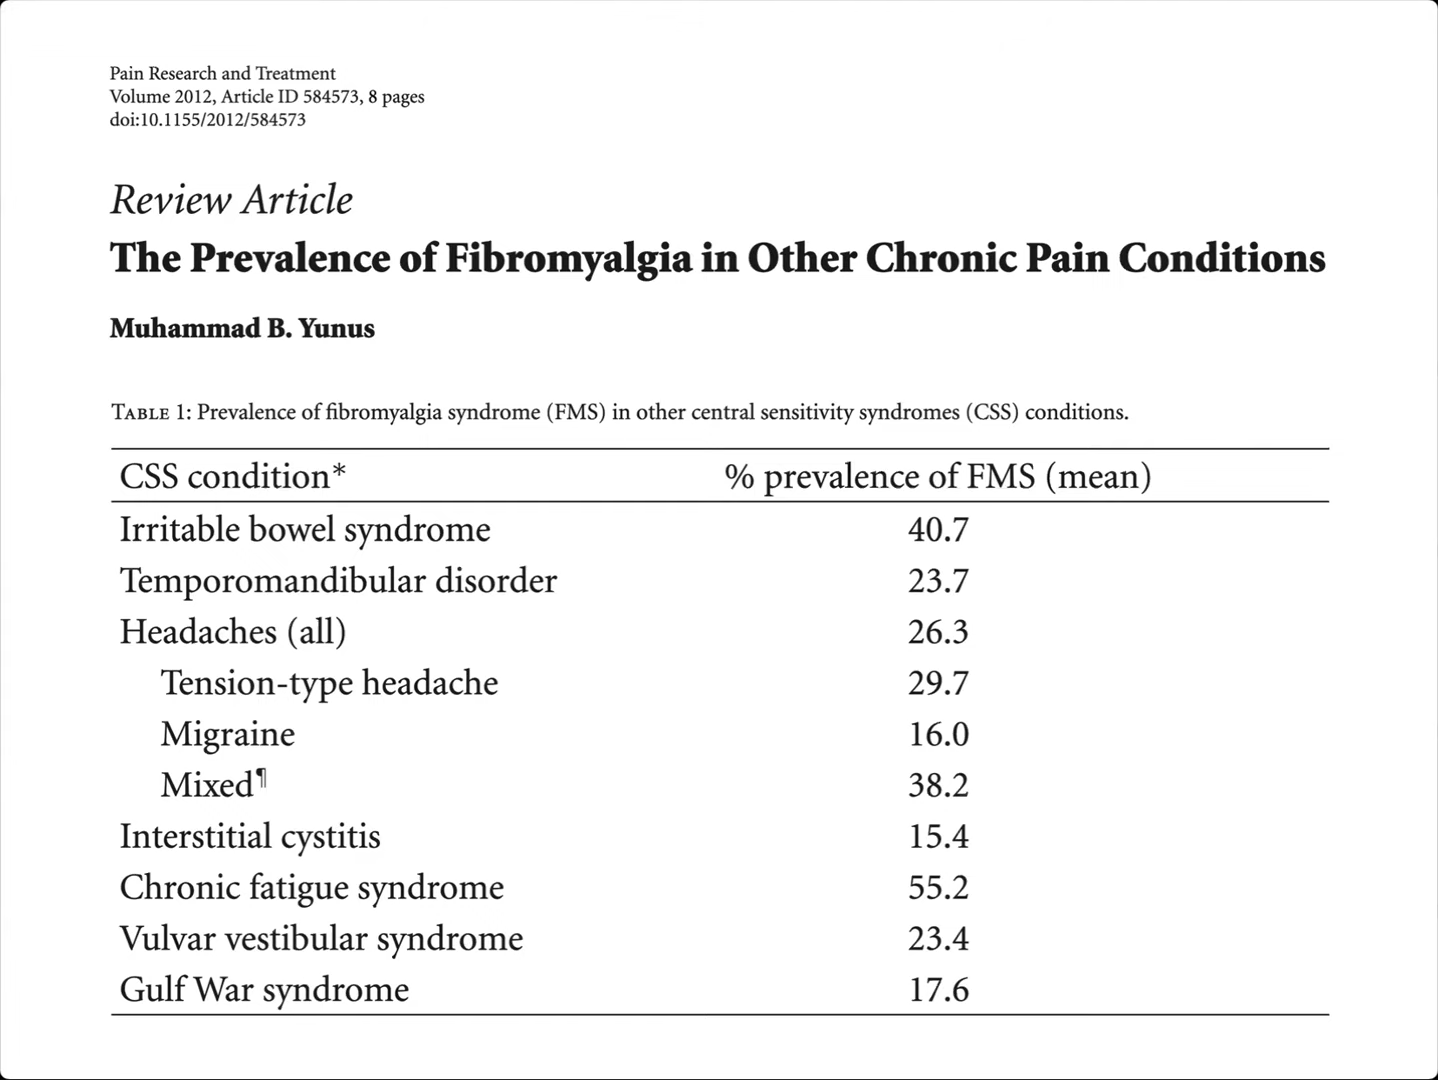 Pain Research and Treatment
Volume 2012, Article ID 584573, 8 pages
doi:10.1155/2012/584573
Review Article
The Prevalence of Fibromyalgia in Other Chronic Pain Conditions
Muhammad B. Yunus
Table 1: Prevalence of fibromyalgia syndrome (FMS) in other central sensitivity syndromes (CSS) conditions.
CSS condition* % prevalence of FMS (mean)
Irritable bowel syndrome 40.7
Temporomandibular disorder 23.7
Headaches (all) 26.3
Tension-type headache 29.7
Migraine 16.0
Mixed¶ 38.2
Interstitial cystitis 15.4
Chronic fatigue syndrome 55.2
Vulvar vestibular syndrome 23.4
Gulf War syndrome 17.6